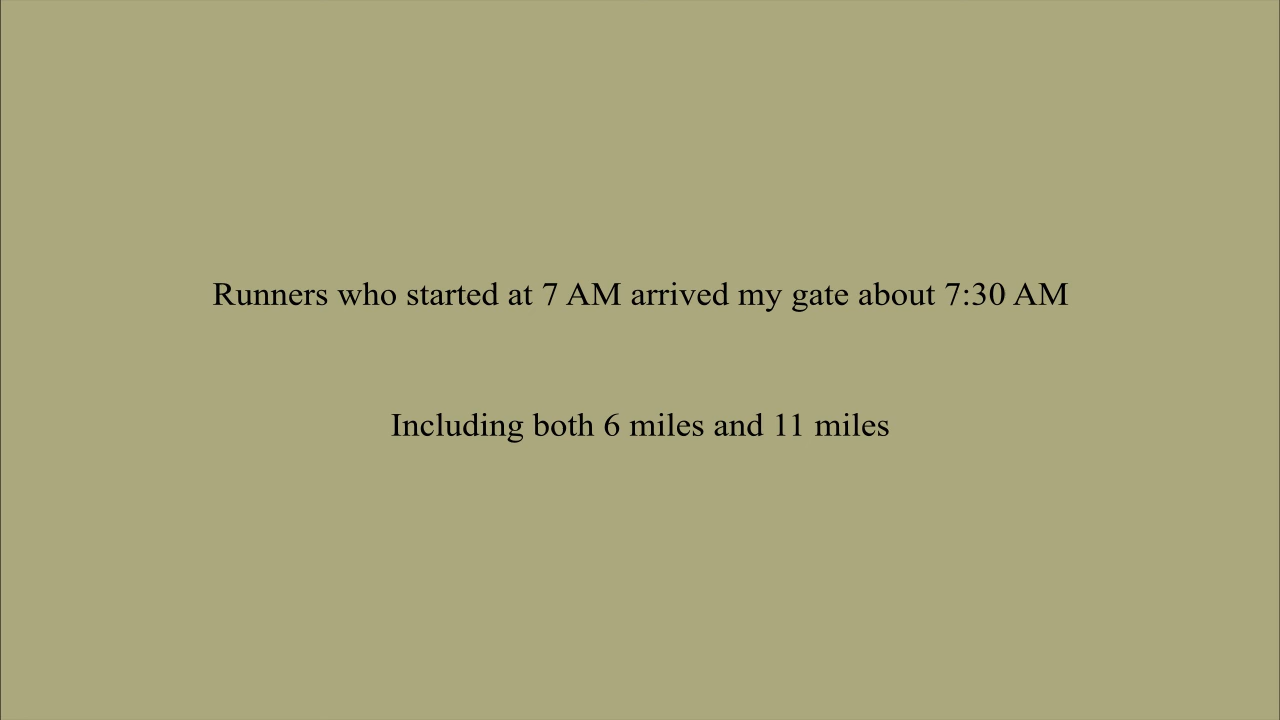 Runners who started at 7 AM arrived my gate about 7:30 AM
Including both 6 miles and 11 miles